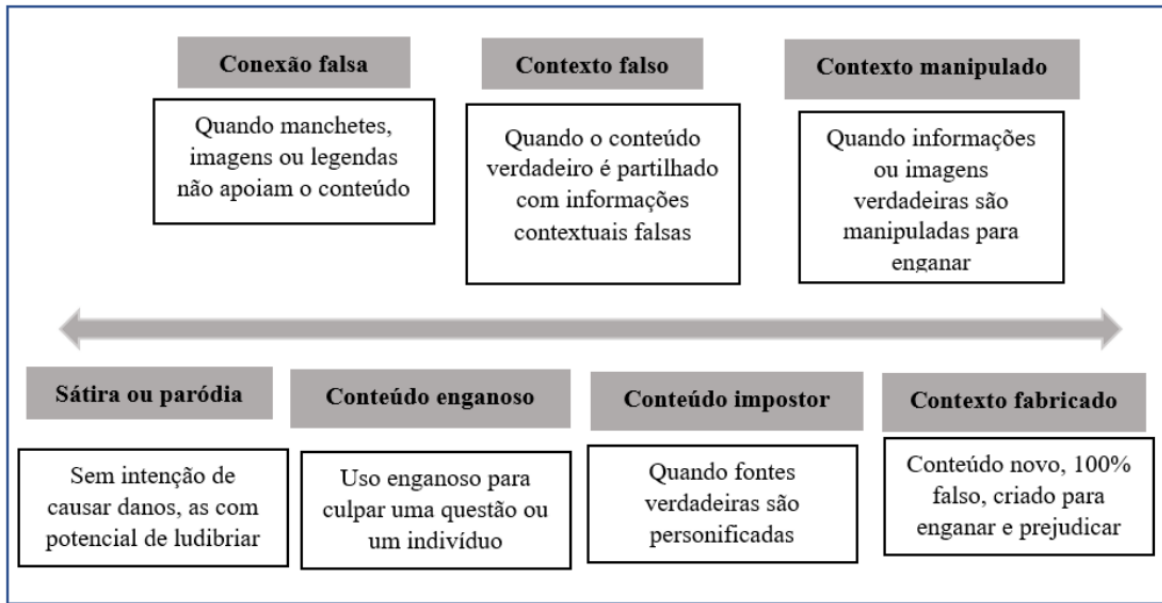 Conexão falsa
Quando manchetes,
imagens ou legendas
não apoiam o conteúdo
Contexto falso
Quando o conteúdo
verdadeiro é partilhado
com informações
contextuais falsas
Contexto manipulado
Quando informações
ou imagens
verdadeiras são
manipuladas para
enganar
Sátira ou paródia
Sem intenção de
causar danos, as com
potencial de ludibriar
Conteúdo enganoso
Uso enganoso para
culpar uma questão ou
um indivíduo
Conteúdo impostor
Quando fontes
verdadeiras são
personificadas
Contexto fabricado
Conteúdo novo, 100%
falso, criado para
enganar e prejudicar